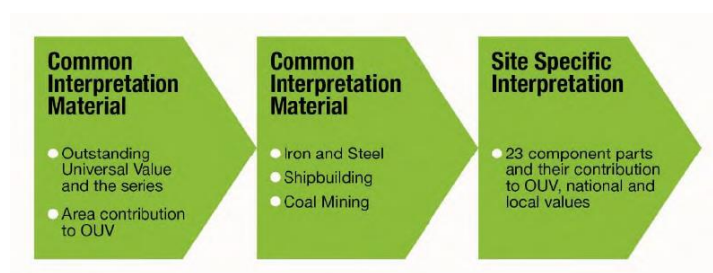 Common
Interpretation
Material
Outstanding
Universal Value
and the series
Area contribution
to OUV
Common
Interpretation
Material
Iron and Steel
Shipbuilding
Coal Mining
Site Specific
Interpretation
23 component parts
and their contribution
to OUV, national and
local values